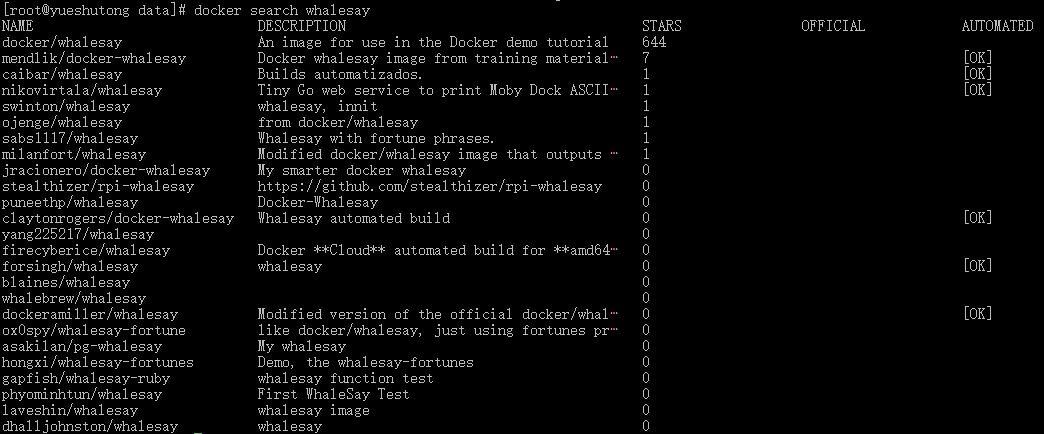 [root@yueshutong data]# docker search whalesay
NAME DESCRIPTION STARS OFFICIAL AUTOMATED
docker/whalesay An image for use in the Docker demo tutorial 644
mendlik/docker-whalesay Docker whalesay image from training material… 7 [OK]
caibar/whalesay Builds automatizados. 1 [OK]
nikovirtala/whalesay Tiny Go web service to print Moby Dock ASCII… 1 [OK]
swinton/whalesay whalesay, innit 1
ojenge/whalesay from docker/whalesay 1
sabs1117/whalesay Whalesay with fortune phrases. 1
milanfort/whalesay Modified docker/whalesay image that outputs … 1
jracionero/docker-whalesay My smarter docker whalesay 0
stealthizer/rpi-whalesay https://github.com/stealthizer/rpi-whalesay 0
puneethp/whalesay Docker-Whalesay 0
claytonrogers/docker-whalesay Whalesay automated build 0 [OK]
yang225217/whalesay 0
firecyberice/whalesay Docker **Cloud** automated build for **amd64… 0
forsingh/whalesay whalesay 0 [OK]
blaines/whalesay 0
whalebrew/whalesay 0
dockeramiller/whalesay Modified version of the official docker/whal… 0 [OK]
ox0spy/whalesay-fortune like docker/whalesay, just using fortunes pr… 0
asakilan/pg-whalesay My whalesay 0
hongxi/whalesay-fortunes Demo, the whalesay-fortunes 0
gapfish/whalesay-ruby whalesay function test 0
phyominhtun/whalesay First WhaleSay Test 0
laveshin/whalesay whalesay image 0
dhalljohnston/whalesay whalesay 0